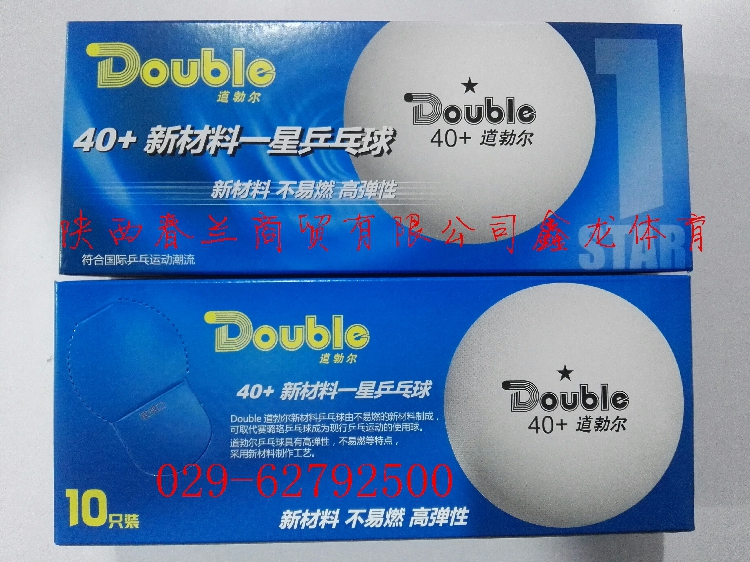 Double
道勃尔
40+ 新材料一星乒乓球
新材料 不易燃 高弹性
符合国际乒乓运动潮流
Double
40+ 道勃尔
1
STAR
陕西春兰商贸有限公司鑫龙体育
Double
道勃尔
40+ 新材料一星乒乓球
Double 道勃尔新材料乒乓球由不易燃的新材料制成，
可取代赛璐珞乒乓球成为现行乒乓运动的使用球。
道勃尔乒乓球具有高弹性，不易燃等特点，
采用新材料制作工艺。
029-62792500
10只装
新材料 不易燃 高弹性
Double
40+ 道勃尔